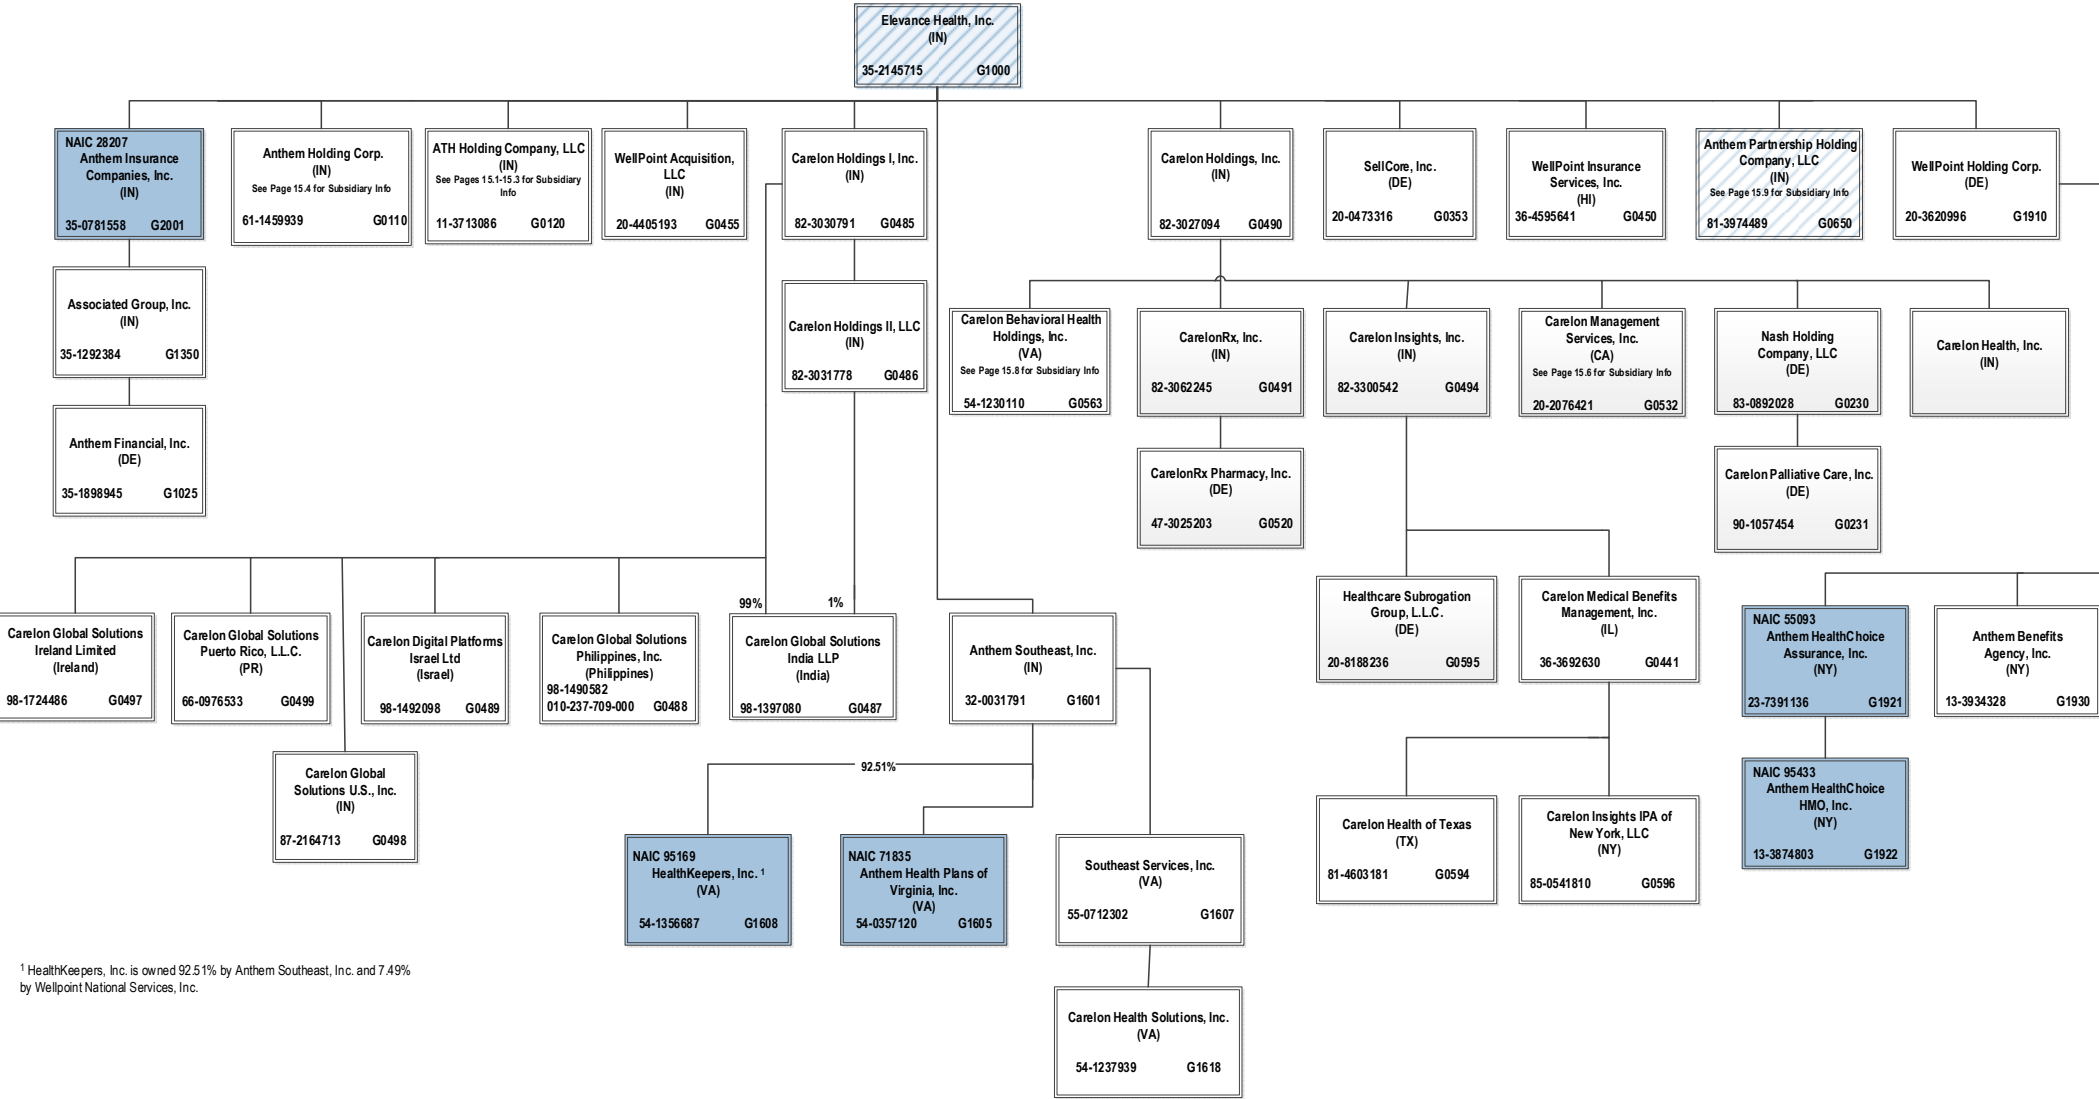 Elevance Health, Inc.
(IN)
35-2145715 G1000
NAIC 28207
Anthem Insurance
Companies, Inc.
(IN)
35-0781558 G2001
Anthem Holding Corp.
(IN)
See Page 15.4 for Subsidiary Info
61-1459939 G0110
ATH Holding Company, LLC
(IN)
See Pages 15.1-15.3 for Subsidiary
Info
11-3713086 G0120
WellPoint Acquisition,
LLC
(IN)
20-4405193 G0455
Carelon Holdings I, Inc.
(IN)
82-3030791 G0485
Carelon Holdings, Inc.
(IN)
82-3027094 G0490
SellCore, Inc.
(DE)
20-0473316 G0353
WellPoint Insurance
Services, Inc.
(HI)
36-4595641 G0450
Anthem Partnership Holding
Company, LLC
(IN)
See Page 15.9 for Subsidiary Info
81-3974489 G0650
WellPoint Holding Corp.
(DE)
20-3620996 G1910
Associated Group, Inc.
(IN)
35-1292384 G1350
Carelon Holdings II, LLC
(IN)
82-3031778 G0486
Carelon Behavioral Health
Holdings, Inc.
(VA)
See Page 15.8 for Subsidiary Info
54-1230110 G0563
CarelonRx, Inc.
(IN)
82-3062245 G0491
Carelon Insights, Inc.
(IN)
82-3300542 G0494
Carelon Management
Services, Inc.
(CA)
See Page 15.6 for Subsidiary Info
20-2076421 G0532
Nash Holding
Company, LLC
(DE)
83-0892028 G0230
Carelon Health, Inc.
(IN)
Anthem Financial, Inc.
(DE)
35-1898945 G1025
CarelonRx Pharmacy, Inc.
(DE)
47-3025203 G0520
Carelon Palliative Care, Inc.
(DE)
90-1057454 G0231
99%
1%
Carelon Global Solutions
Ireland Limited
(Ireland)
98-1724486 G0497
Carelon Global Solutions
Puerto Rico, L.L.C.
(PR)
66-0976533 G0499
Carelon Digital Platforms
Israel Ltd
(Israel)
98-1492098 G0489
Carelon Global Solutions
Philippines, Inc.
(Philippines)
98-1490582
010-237-709-000 G0488
Carelon Global Solutions
India LLP
(India)
98-1397080 G0487
Anthem Southeast, Inc.
(IN)
32-0031791 G1601
Healthcare Subrogation
Group, L.L.C.
(DE)
20-8188236 G0595
Carelon Medical Benefits
Management, Inc.
(IL)
36-3692630 G0441
NAIC 55093
Anthem HealthChoice
Assurance, Inc.
(NY)
23-7391136 G1921
Anthem Benefits
Agency, Inc.
(NY)
13-3934328 G1930
Carelon Global
Solutions U.S., Inc.
(IN)
87-2164713 G0498
92.51%
NAIC 95433
Anthem HealthChoice
HMO, Inc.
(NY)
13-3874803 G1922
NAIC 95169
HealthKeepers, Inc. 1
(VA)
54-1356687 G1608
NAIC 71835
Anthem Health Plans of
Virginia, Inc.
(VA)
54-0357120 G1605
Southeast Services, Inc.
(VA)
55-0712302 G1607
Carelon Health of Texas
(TX)
81-4603181 G0594
Carelon Insights IPA of
New York, LLC
(NY)
85-0541810 G0596
1 HealthKeepers, Inc. is owned 92.51% by Anthem Southeast, Inc. and 7.49%
by Wellpoint National Services, Inc.
Carelon Health Solutions, Inc.
(VA)
54-1237939 G1618